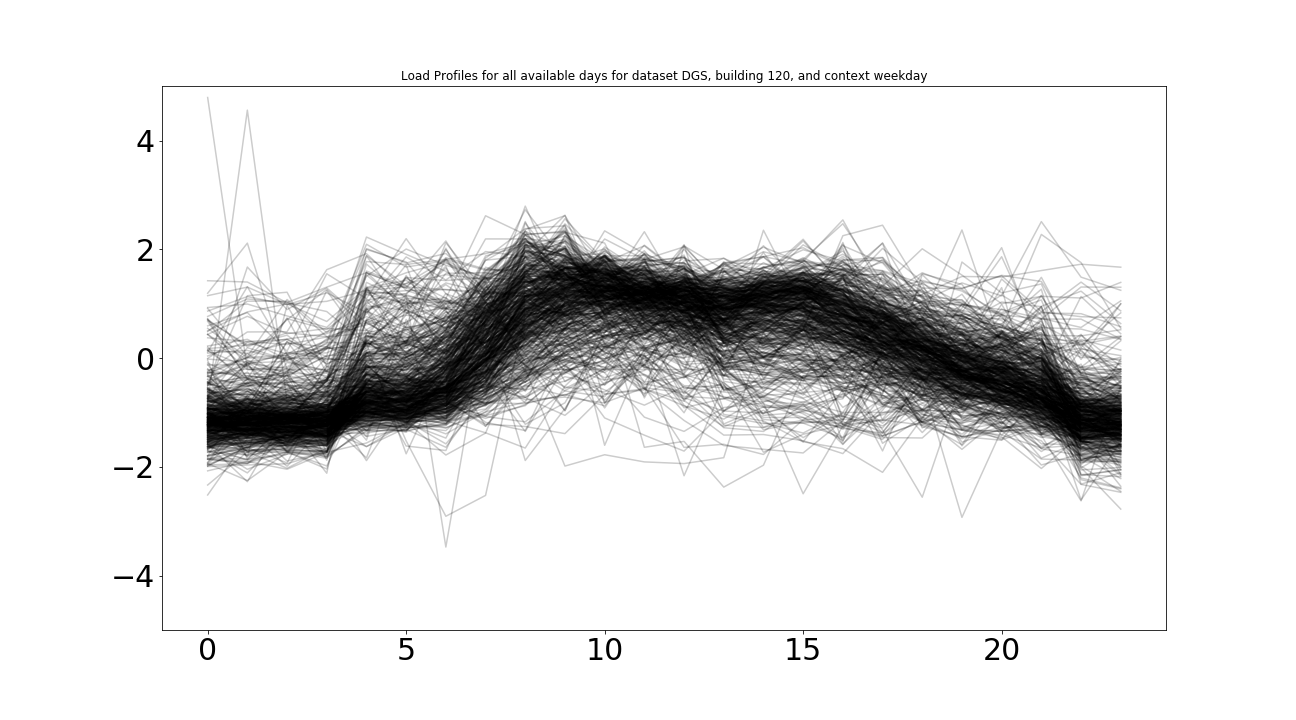 Load Profiles for all available days for dataset DGS, building 120, and context weekday
4
2
0
−2
−4
0 5 10 15 20